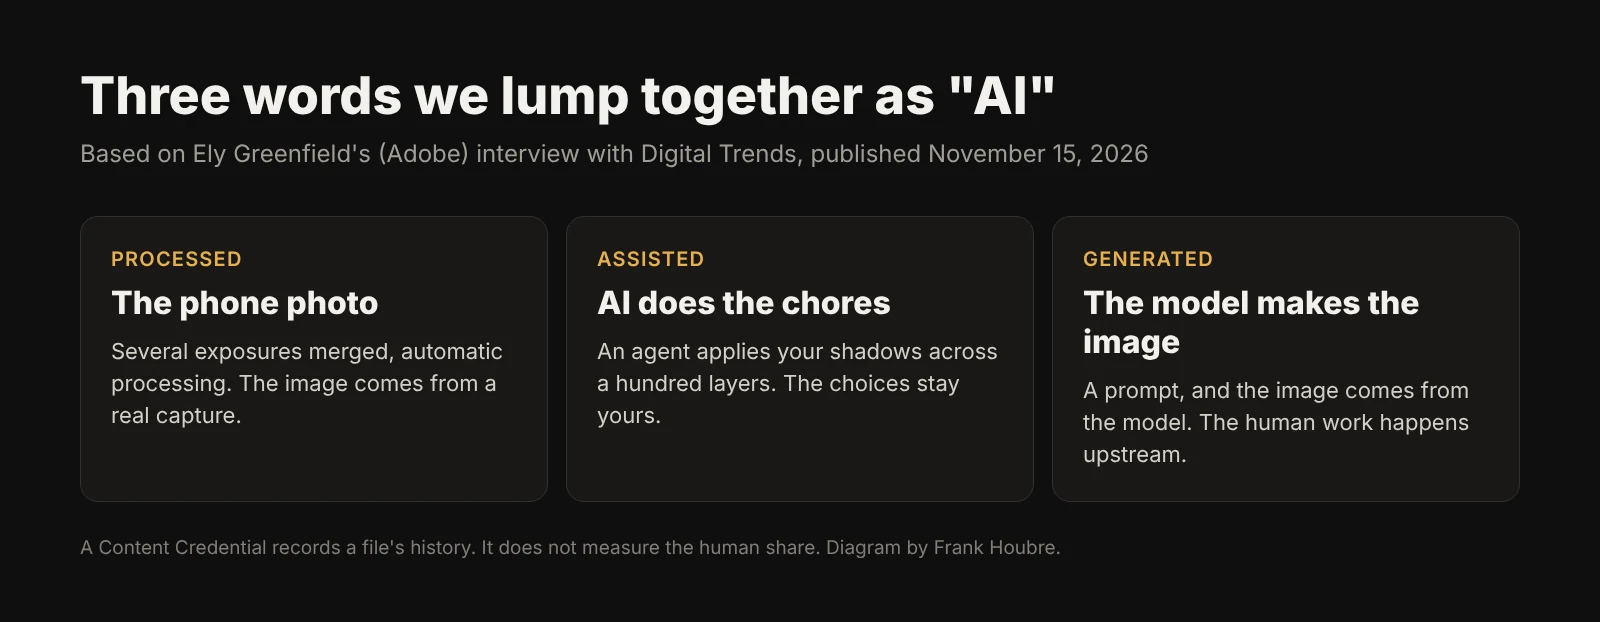 Three words we lump together as "AI"
Based on Ely Greenfield's (Adobe) interview with Digital Trends, published November 15, 2026
PROCESSED
The phone photo
Several exposures merged, automatic
processing. The image comes from a
real capture.
ASSISTED
AI does the chores
An agent applies your shadows across
a hundred layers. The choices stay
yours.
GENERATED
The model makes the
image
A prompt, and the image comes from
the model. The human work happens
upstream.
A Content Credential records a file's history. It does not measure the human share. Diagram by Frank Houbre.